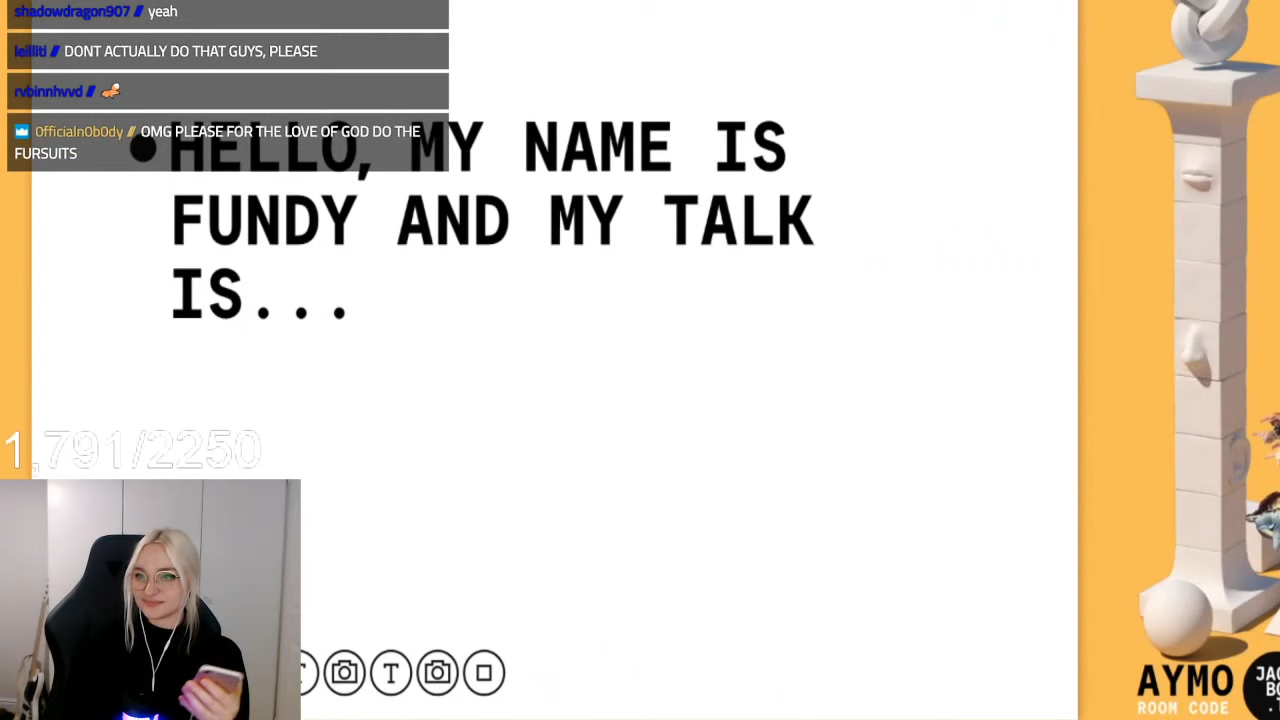 shadowdragon907 // yeah
leilliti // DONT ACTUALLY DO THAT GUYS, PLEASE
rvbinnhvvd //
OfficialnObOdy // OMG PLEASE FOR THE LOVE OF GOD DO THE
FURSUITS
HELLO, MY NAME IS
FUNDY AND MY TALK
IS...
1,791/2250
T
AYMO
ROOM CODE